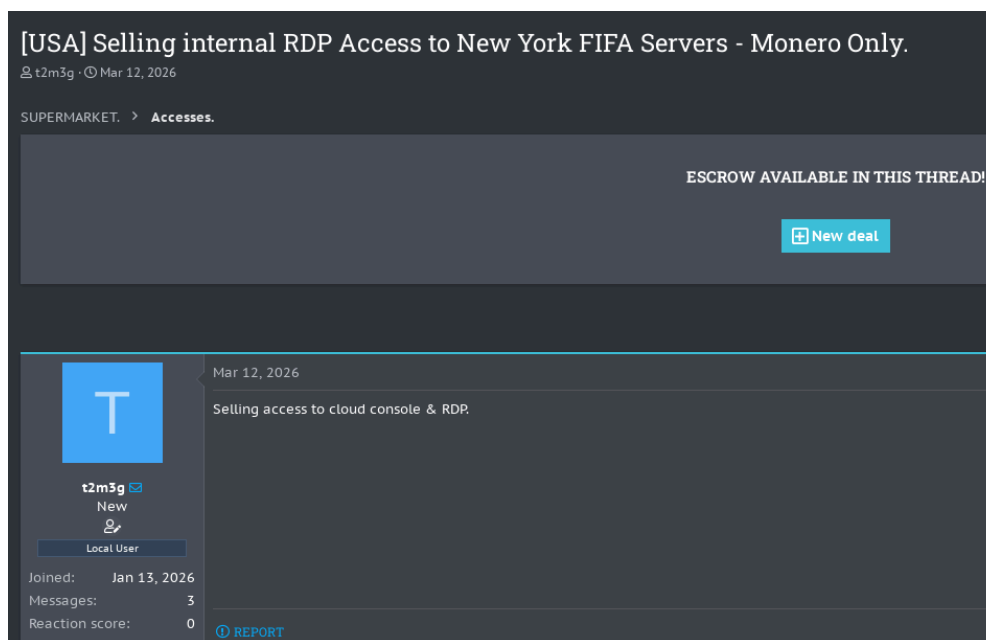 [USA] Selling internal RDP Access to New York FIFA Servers - Monero Only.
t2m3g · Mar 12, 2026
SUPERMARKET. > Accesses.
ESCROW AVAILABLE IN THIS THREAD!
New deal
T
Mar 12, 2026
Selling access to cloud console & RDP.
t2m3g
New
Local User
Joined: Jan 13, 2026
Messages: 3
Reaction score: 0
REPORT